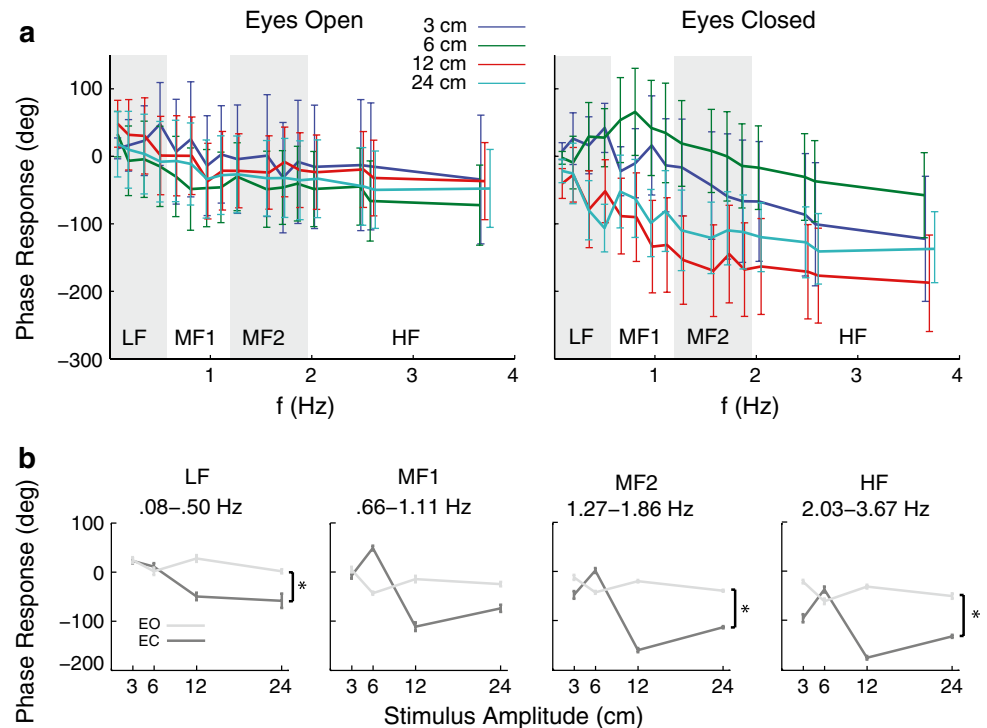 a
Eyes Open
Eyes Closed
3 cm
6 cm
12 cm
24 cm
Phase Response (deg)
100
0
−100
−200
−300
LF
MF1
MF2
HF
1
2
3
4
f (Hz)
LF
MF1
MF2
HF
1
2
3
4
f (Hz)
b
Phase Response (deg)
LF
.08–.50 Hz
MF1
.66–1.11 Hz
MF2
1.27–1.86 Hz
HF
2.03–3.67 Hz
100
0
−100
−200
EO
EC
*
*
*
3 6 12 24
3 6 12 24
3 6 12 24
3 6 12 24
Stimulus Amplitude (cm)